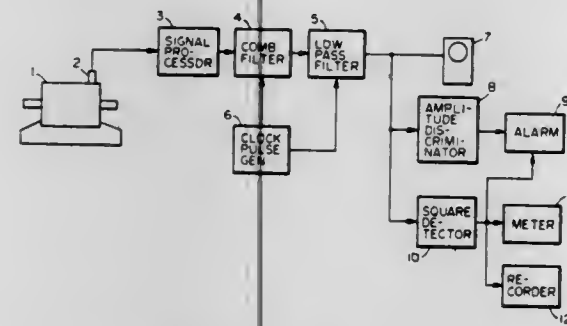 3
4
5
SIGNAL
PRO-
CESSOR
COMB
FILTER
LOW
PASS
FILTER
7
1
2
6
CLOCK
PULSE
GEN
8
AMPLI-
TUDE
DIS-
CRIMI-
NATOR
9
ALARM
SQUARE
DE-
TECTOR
10
METER
RE-
CORDER
12